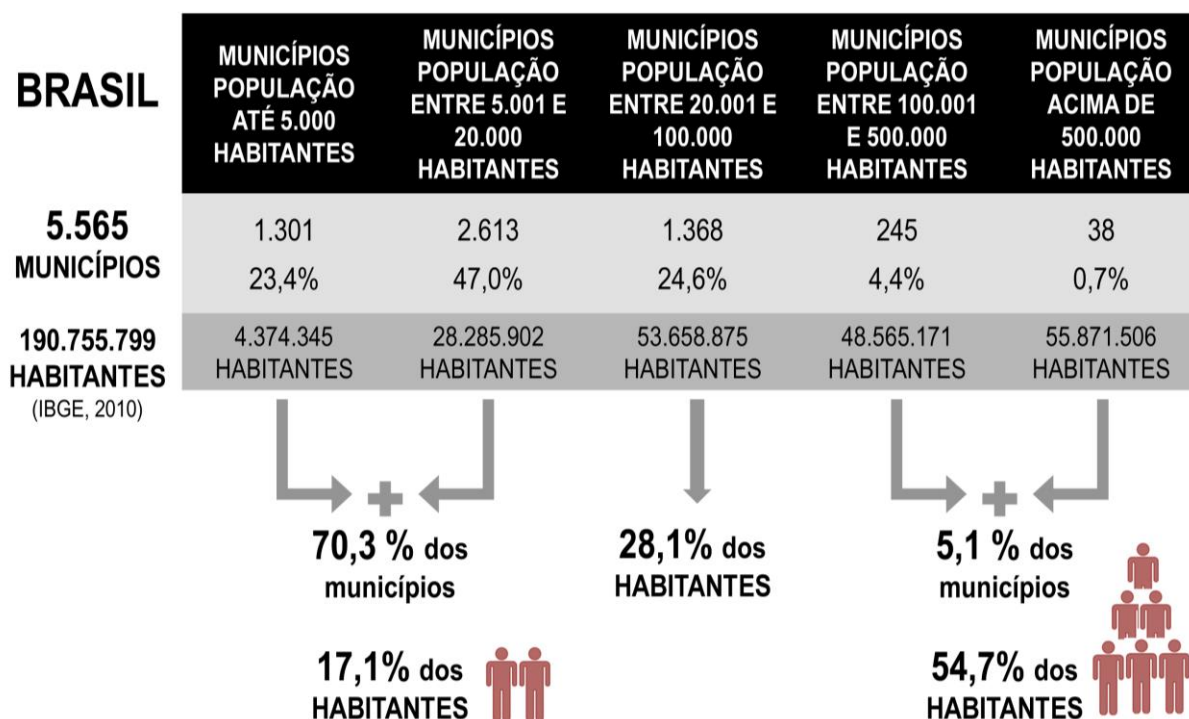 BRASIL
MUNICÍPIOS
POPULAÇÃO
ATÉ 5.000
HABITANTES
MUNICÍPIOS
POPULAÇÃO
ENTRE 5.001 E
20.000
HABITANTES
MUNICÍPIOS
POPULAÇÃO
ENTRE 20.001 E
100.000
HABITANTES
MUNICÍPIOS
POPULAÇÃO
ENTRE 100.001
E 500.000
HABITANTES
MUNICÍPIOS
POPULAÇÃO
ACIMA DE
500.000
HABITANTES
5.565
MUNICÍPIOS
1.301
23,4%
2.613
47,0%
1.368
24,6%
245
4,4%
38
0,7%
190.755.799
HABITANTES
(IBGE, 2010)
4.374.345
HABITANTES
28.285.902
HABITANTES
53.658.875
HABITANTES
48.565.171
HABITANTES
55.871.506
HABITANTES
70,3 % dos
municípios
17,1% dos
HABITANTES
28,1% dos
HABITANTES
5,1 % dos
municípios
54,7% dos
HABITANTES